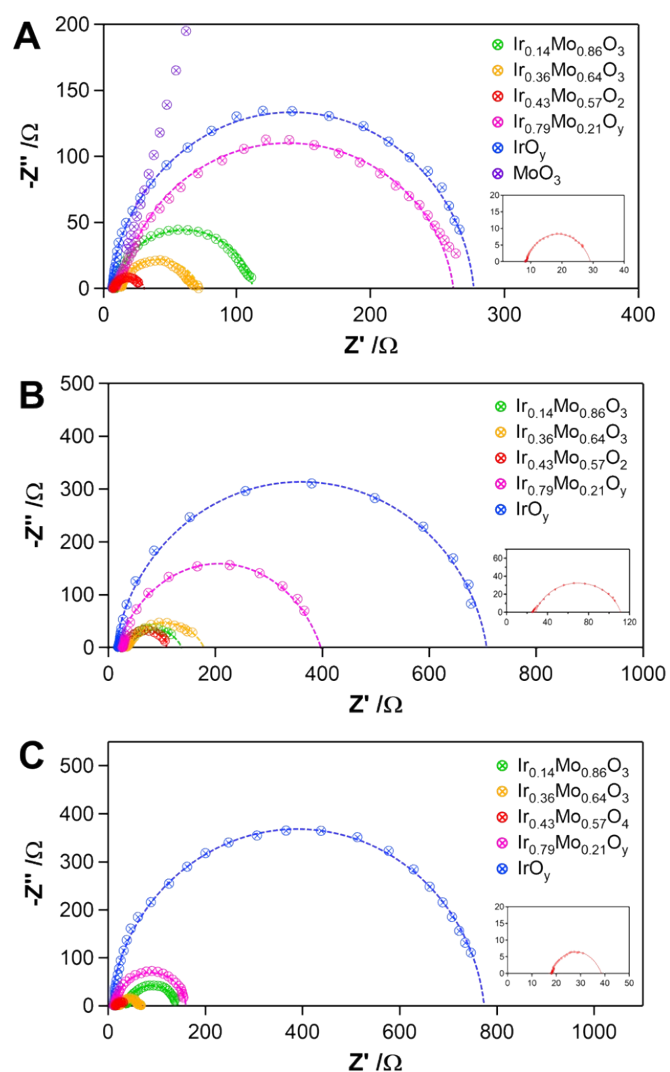 A
200
150
100
50
0
-Z" /Ω
Ir0.14Mo0.86O3
Ir0.36Mo0.64O3
Ir0.43Mo0.57O2
Ir0.79Mo0.21Oy
IrOy
MoO3
20
15
10
5
0
10 20 30 40
0 100 200 300 400
Z' /Ω
B
500
400
300
200
100
0
-Z" /Ω
Ir0.14Mo0.86O3
Ir0.36Mo0.64O3
Ir0.43Mo0.57O2
Ir0.79Mo0.21Oy
IrOy
60
40
20
0
0 20 40 60 80 100 120
0 200 400 600 800 1000
Z' /Ω
C
500
400
300
200
100
0
-Z" /Ω
Ir0.14Mo0.86O3
Ir0.36Mo0.64O3
Ir0.43Mo0.57O4
Ir0.79Mo0.21Oy
IrOy
20
15
10
5
0
0 10 20 30 40 50
0 200 400 600 800 1000
Z' /Ω